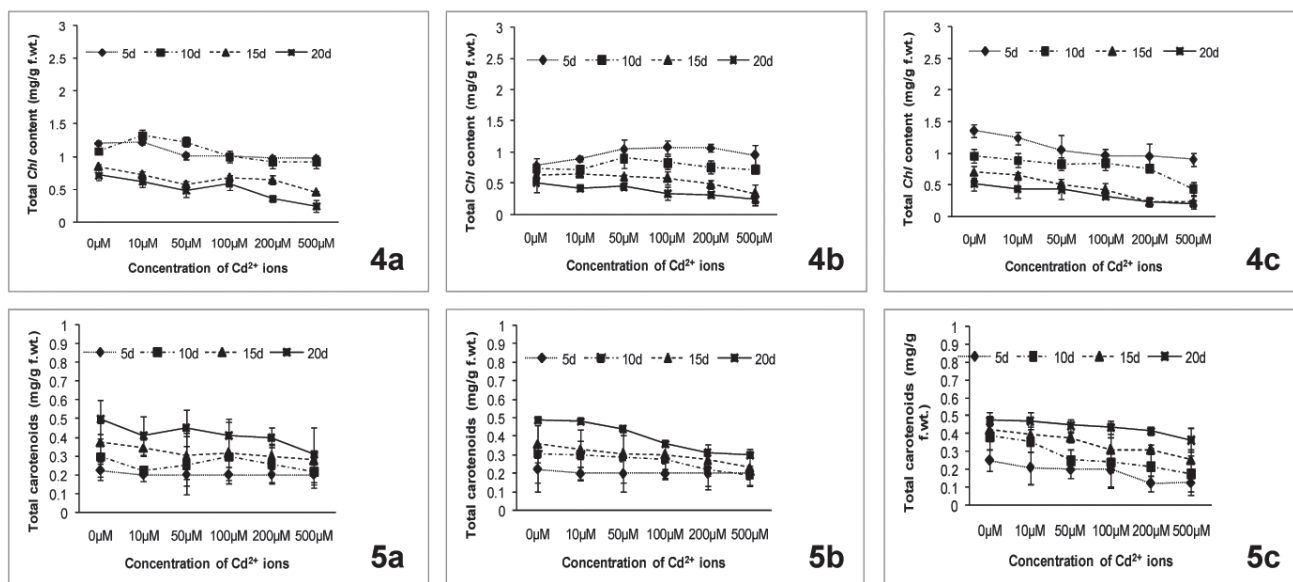 Total Chl content (mg/g f.wt.)
3
2.5
2
1.5
1
0.5
0
5d 10d 15d 20d
0µM 10µM 50µM 100µM 200µM 500µM
Concentration of Cd²⁺ ions
4a
Total Chl content (mg/g f.wt.)
3
2.5
2
1.5
1
0.5
0
5d 10d 15d 20d
0µM 10µM 50µM 100µM 200µM 500µM
Concentration of Cd²⁺ ions
4b
Total Chl content (mg/g f.wt.)
3
2.5
2
1.5
1
0.5
0
5d 10d 15d 20d
0µM 10µM 50µM 100µM 200µM 500µM
Concentration of Cd²⁺ ions
4c
Total carotenoids (mg/g f.wt.)
1
0.9
0.8
0.7
0.6
0.5
0.4
0.3
0.2
0.1
0
5d 10d 15d 20d
0µM 10µM 50µM 100µM 200µM 500µM
Concentration of Cd²⁺ ions
5a
Total carotenoids (mg/g f.wt.)
1
0.9
0.8
0.7
0.6
0.5
0.4
0.3
0.2
0.1
0
5d 10d 15d 20d
0µM 10µM 50µM 100µM 200µM 500µM
Concentration of Cd²⁺ ions
5b
Total carotenoids (mg/g
f.wt.)
1
0.9
0.8
0.7
0.6
0.5
0.4
0.3
0.2
0.1
0
5d 10d 15d 20d
0µM 10µM 50µM 100µM 200µM 500µM
Concentration of Cd²⁺ ions
5c